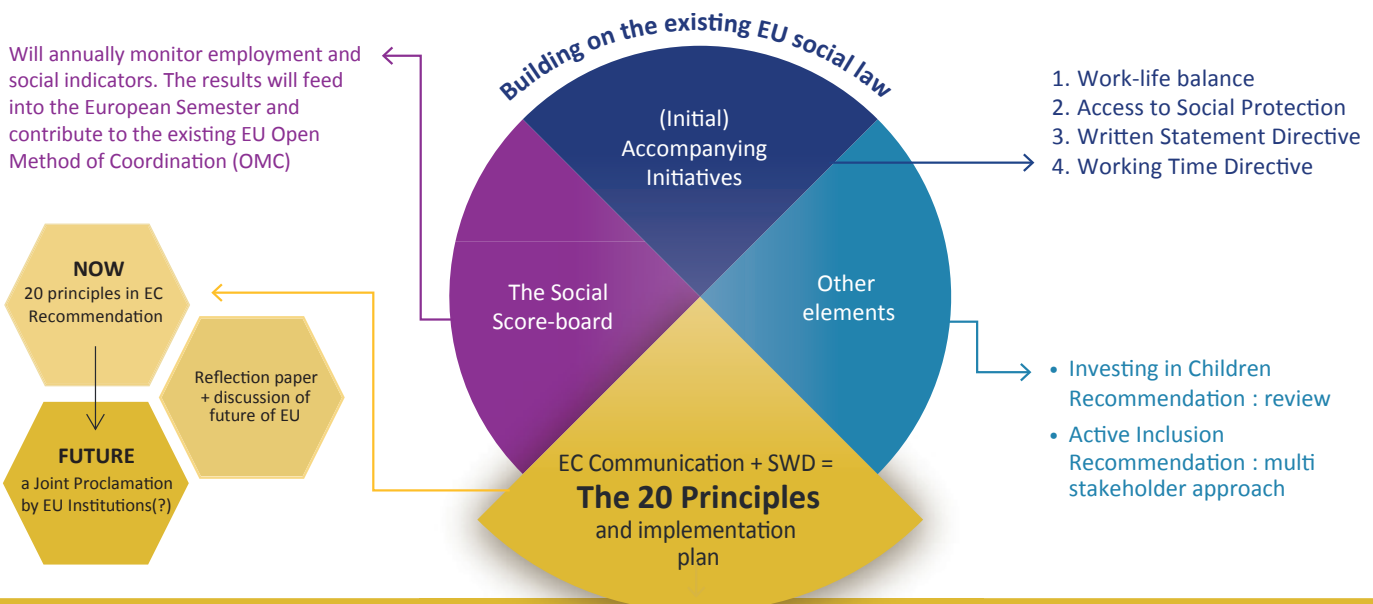 Building on the existing EU social law
Will annually monitor employment and
social indicators. The results will feed
into the European Semester and
contribute to the existing EU Open
Method of Coordination (OMC)
(Initial)
Accompanying
Initiatives
1. Work-life balance
2. Access to Social Protection
3. Written Statement Directive
4. Working Time Directive
NOW
20 principles in EC
Recommendation
Reflection paper
+ discussion of
future of EU
FUTURE
a Joint Proclamation
by EU Institutions(?)
The Social
Score-board
Other
elements
• Investing in Children
Recommendation : review
• Active Inclusion
Recommendation : multi
stakeholder approach
EC Communication + SWD =
The 20 Principles
and implementation
plan